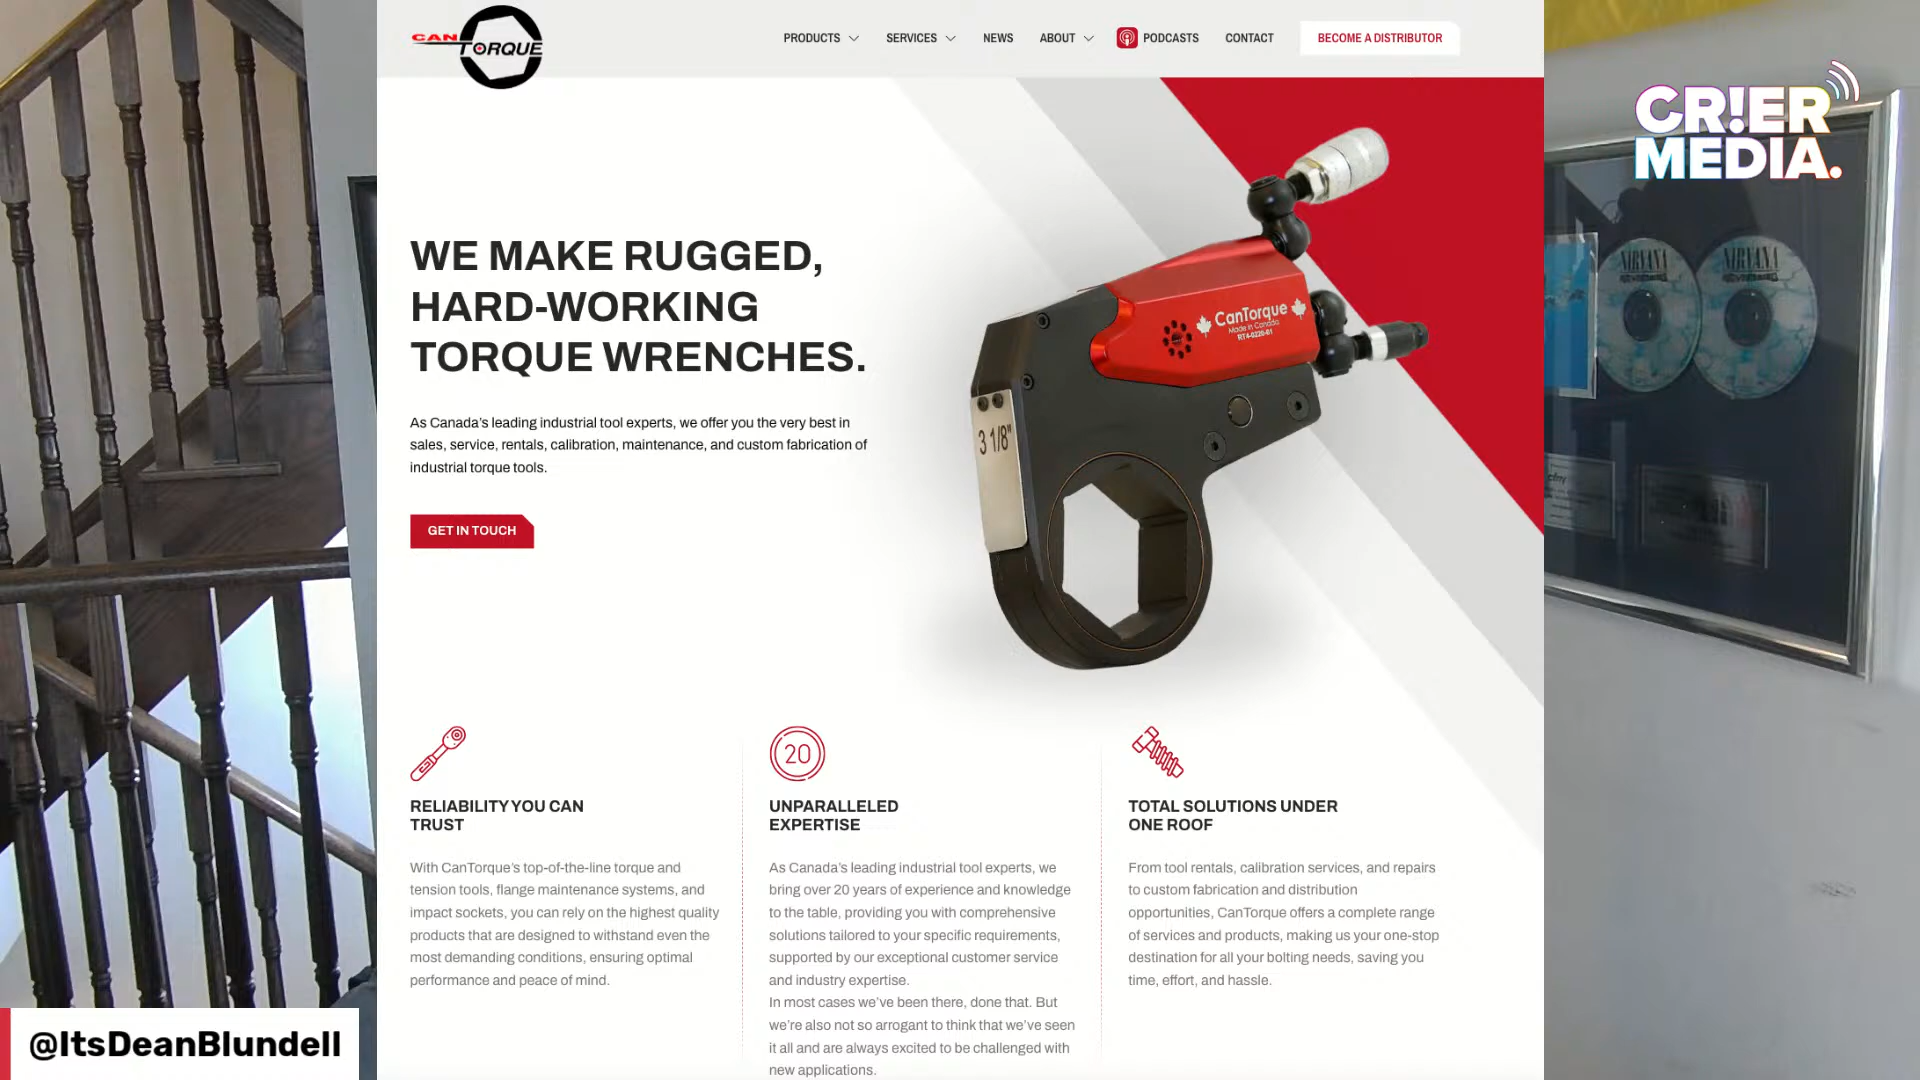 CAN
TORQUE
PRODUCTS
SERVICES
NEWS
ABOUT
PODCASTS
CONTACT
BECOME A DISTRIBUTOR
CR!ER
MEDIA.
NIRVANA
NIRVANA
WE MAKE RUGGED,
HARD-WORKING
TORQUE WRENCHES.
CanTorque
Made in Canada
RT4-0220-B1
3 1/8"
As Canada's leading industrial tool experts, we offer you the very best in
sales, service, rentals, calibration, maintenance, and custom fabrication of
industrial torque tools.
GET IN TOUCH
RELIABILITY YOU CAN
TRUST
With CanTorque's top-of-the-line torque and
tension tools, flange maintenance systems, and
impact sockets, you can rely on the highest quality
products that are designed to withstand even the
most demanding conditions, ensuring optimal
performance and peace of mind.
20
UNPARALLELED
EXPERTISE
As Canada's leading industrial tool experts, we
bring over 20 years of experience and knowledge
to the table, providing you with comprehensive
solutions tailored to your specific requirements,
supported by our exceptional customer service
and industry expertise.
In most cases we've been there, done that. But
we're also not so arrogant to think that we've seen
it all and are always excited to be challenged with
new applications.
TOTAL SOLUTIONS UNDER
ONE ROOF
From tool rentals, calibration services, and repairs
to custom fabrication and distribution
opportunities, CanTorque offers a complete range
of services and products, making us your one-stop
destination for all your bolting needs, saving you
time, effort, and hassle.
@ItsDeanBlundell